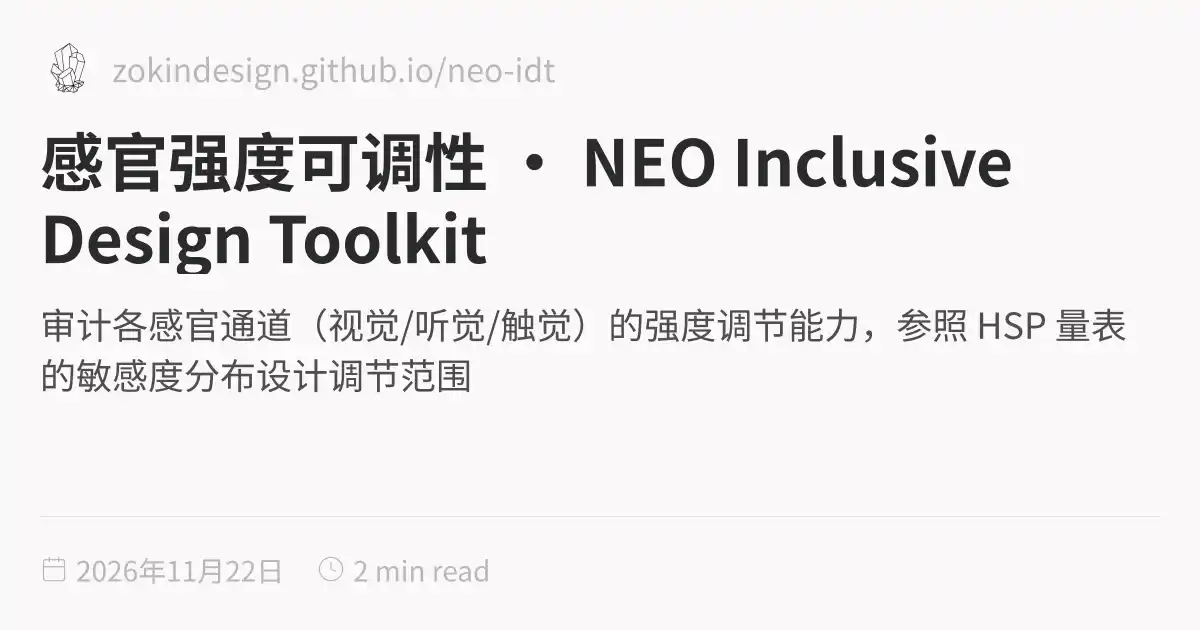 zokindesign.github.io/neo-idt
感官强度可调性 · NEO Inclusive
Design Toolkit
审计各感官通道（视觉/听觉/触觉）的强度调节能力，参照 HSP 量表
的敏感度分布设计调节范围
2026年11月22日 2 min read